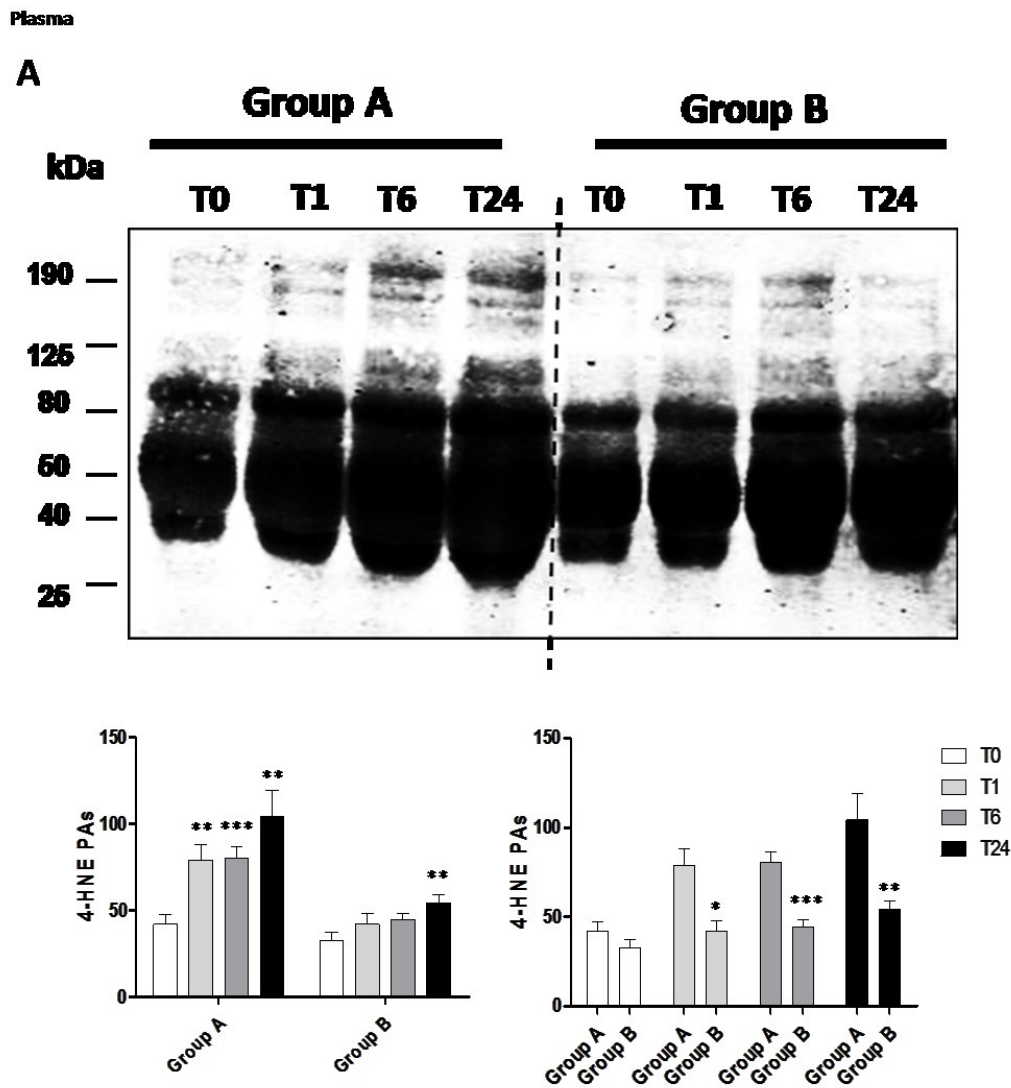 Plasma
A
Group A Group B
kDa
T0 T1 T6 T24 T0 T1 T6 T24
190
125
80
60
40
25
150
100
50
0
4-HNE PAs
** *** **
**
Group A Group B
150
100
50
0
4-HNE PAs
* *** **
Group A Group B Group A Group B Group A Group B Group A Group B
T0
T1
T6
T24